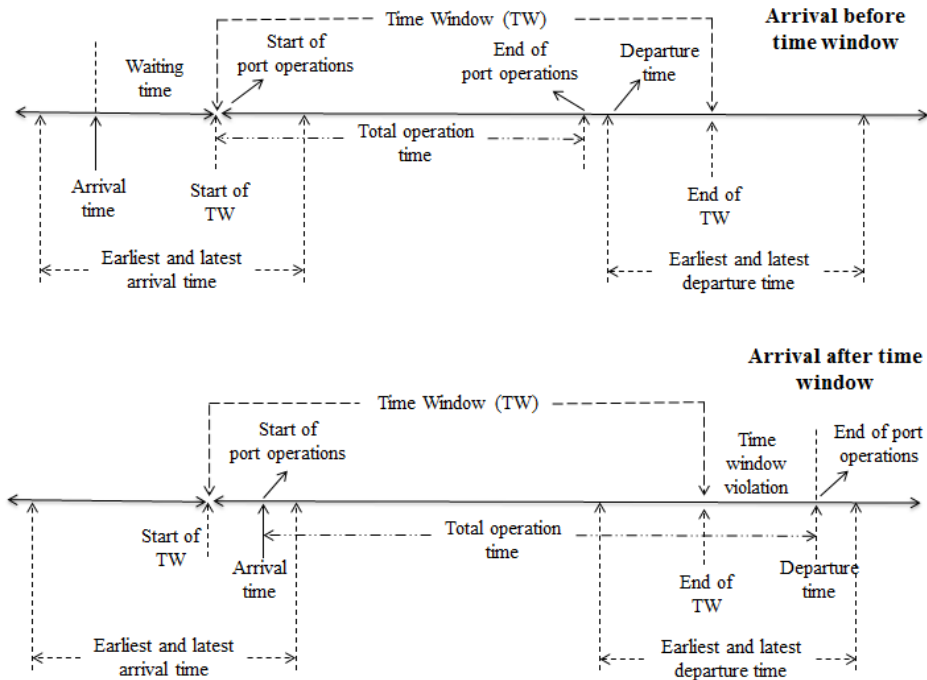 Time Window (TW)
Arrival before
time window
Start of
port operations
Waiting
time
End of
port operations
Departure
time
Total operation
time
Arrival
time
Start of
TW
End of
TW
Earliest and latest
arrival time
Earliest and latest
departure time
Arrival after time
window
Time Window (TW)
Start of
port operations
Time
window
violation
End of port
operations
Start of
TW
Total operation
time
Arrival
time
End of
TW
Departure
time
Earliest and latest
arrival time
Earliest and latest
departure time